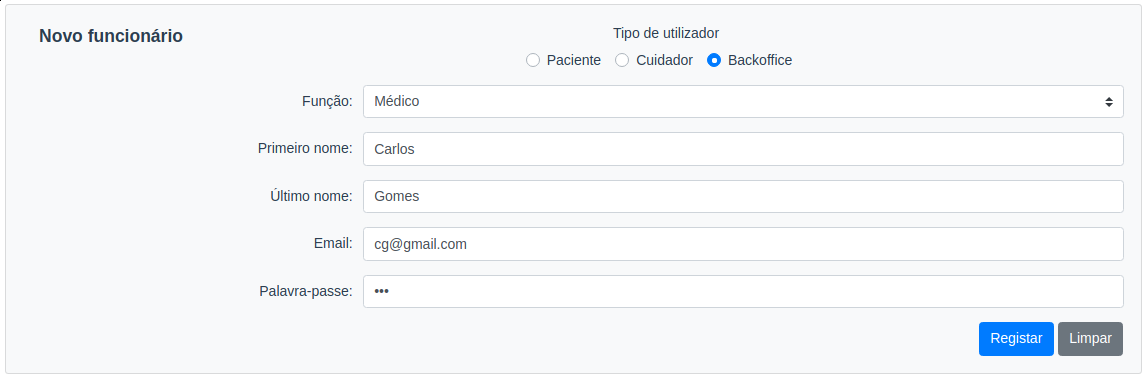 Novo funcionário
Tipo de utilizador
Paciente Cuidador Backoffice
Função: Médico
Primeiro nome: Carlos
Último nome: Gomes
Email: cg@gmail.com
Palavra-passe: •••
Registar Limpar